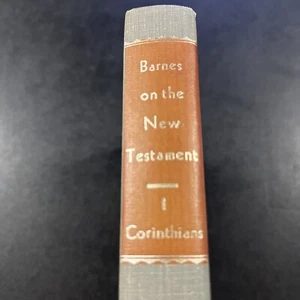 Barnes
on the
New
Testament
I
Corinthians